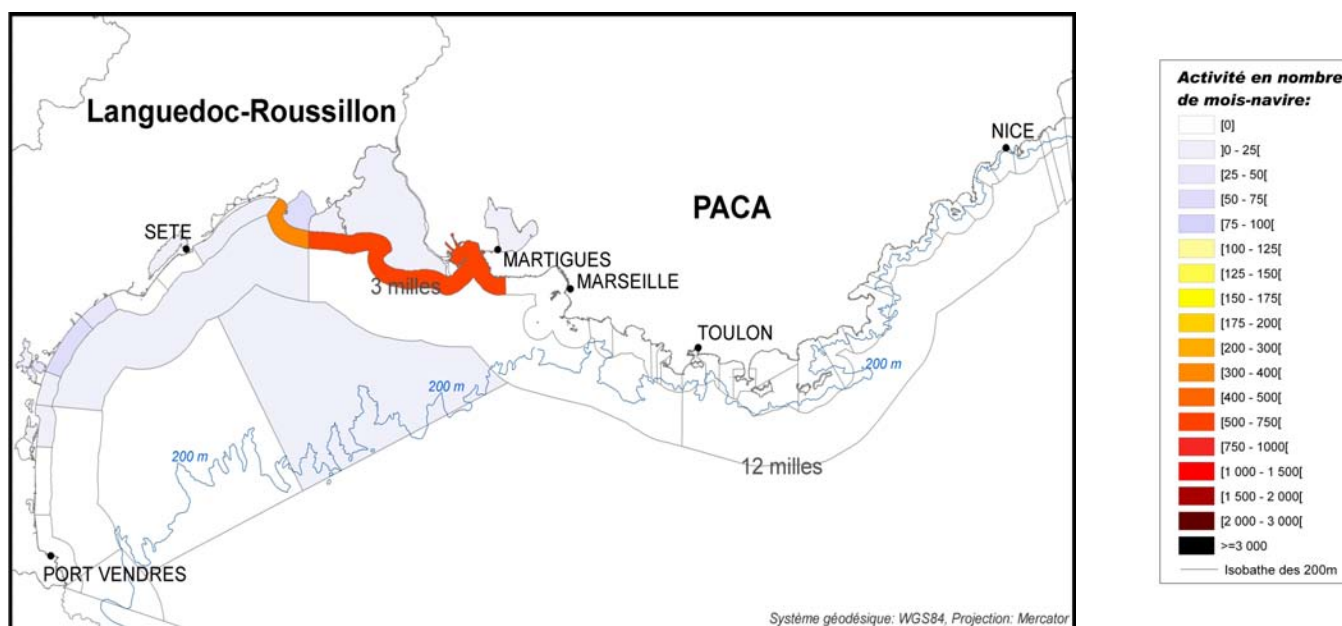 Languedoc-Roussillon
NICE
PACA
SETE
MARTIGUES
MARSEILLE
3 milles
TOULON
200 m
200 m
200 m
12 milles
PORT VENDRES
Système géodésique: WGS84, Projection: Mercator
Activité en nombre
de mois-navire:
[0]
]0 - 25[
[25 - 50[
[50 - 75[
[75 - 100[
[100 - 125[
[125 - 150[
[150 - 175[
[175 - 200[
[200 - 300[
[300 - 400[
[400 - 500[
[500 - 750[
[750 - 1000[
[1 000 - 1 500[
[1 500 - 2 000[
[2 000 - 3 000[
>=3 000
Isobathe des 200m